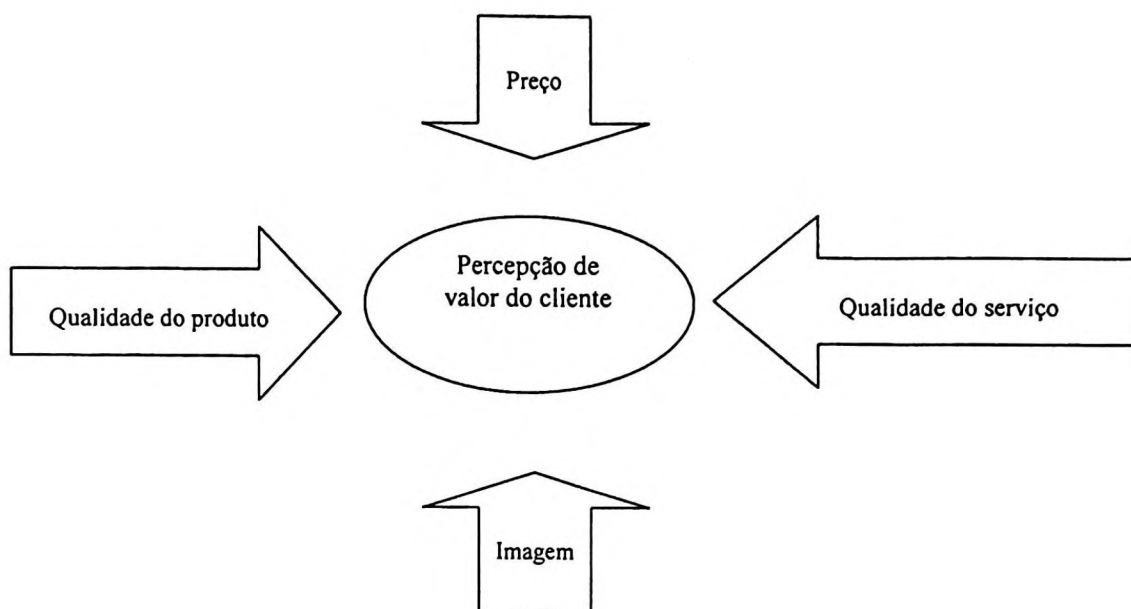 Preço
Percepção de
valor do cliente
Qualidade do produto
Qualidade do serviço
Imagem